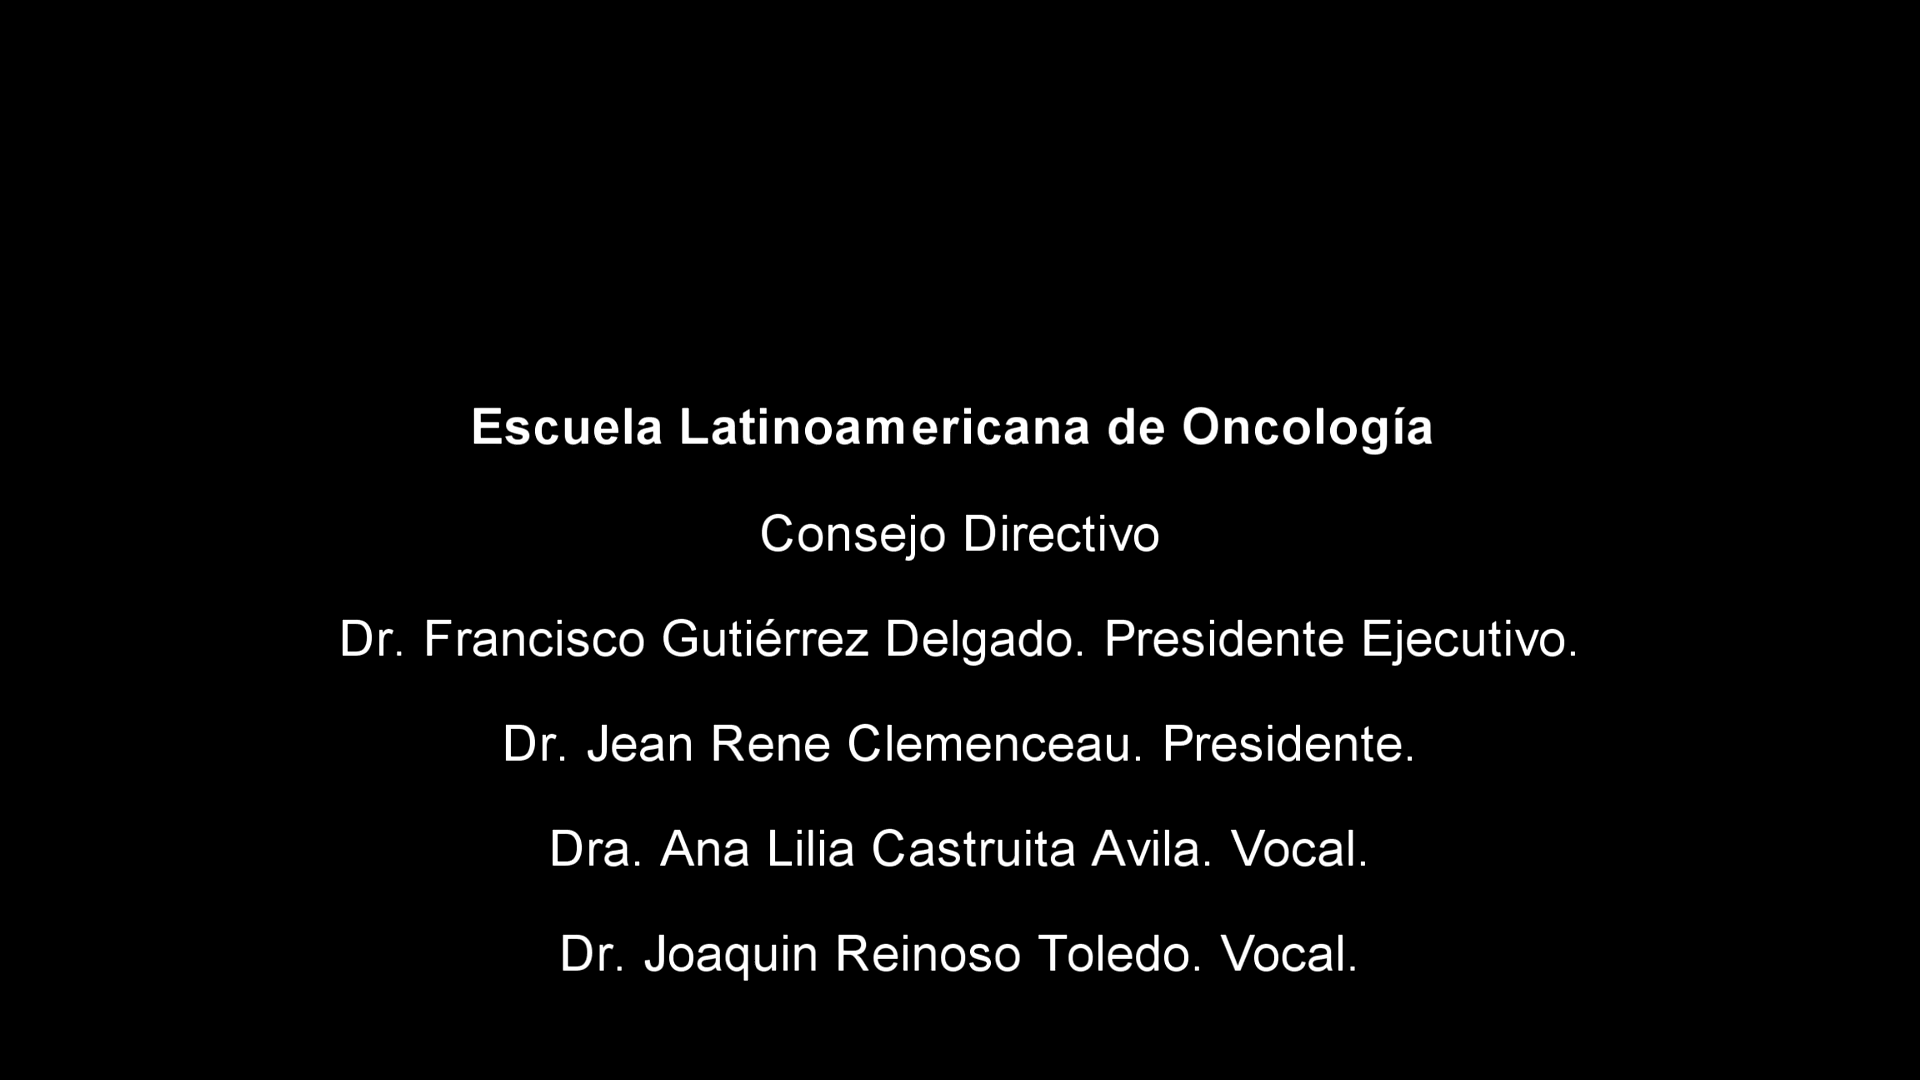 Escuela Latinoamericana de Oncología
Consejo Directivo
Dr. Francisco Gutiérrez Delgado. Presidente Ejecutivo.
Dr. Jean Rene Clemenceau. Presidente.
Dra. Ana Lilia Castruita Avila. Vocal.
Dr. Joaquin Reinoso Toledo. Vocal.